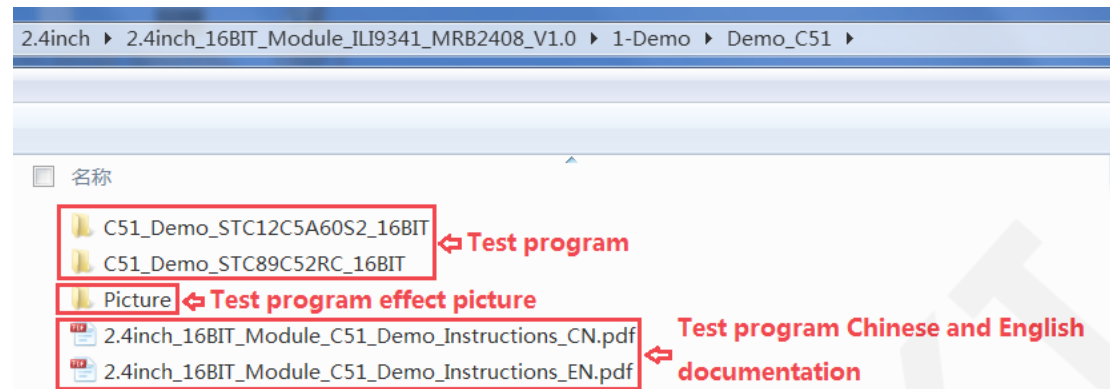 2.4inch ▸ 2.4inch_16BIT_Module_ILI9341_MRB2408_V1.0 ▸ 1-Demo ▸ Demo_C51 ▸
名称
C51_Demo_STC12C5A60S2_16BIT
Test program
C51_Demo_STC89C52RC_16BIT
Picture
Test program effect picture
2.4inch_16BIT_Module_C51_Demo_Instructions_CN.pdf
2.4inch_16BIT_Module_C51_Demo_Instructions_EN.pdf
Test program Chinese and English
documentation